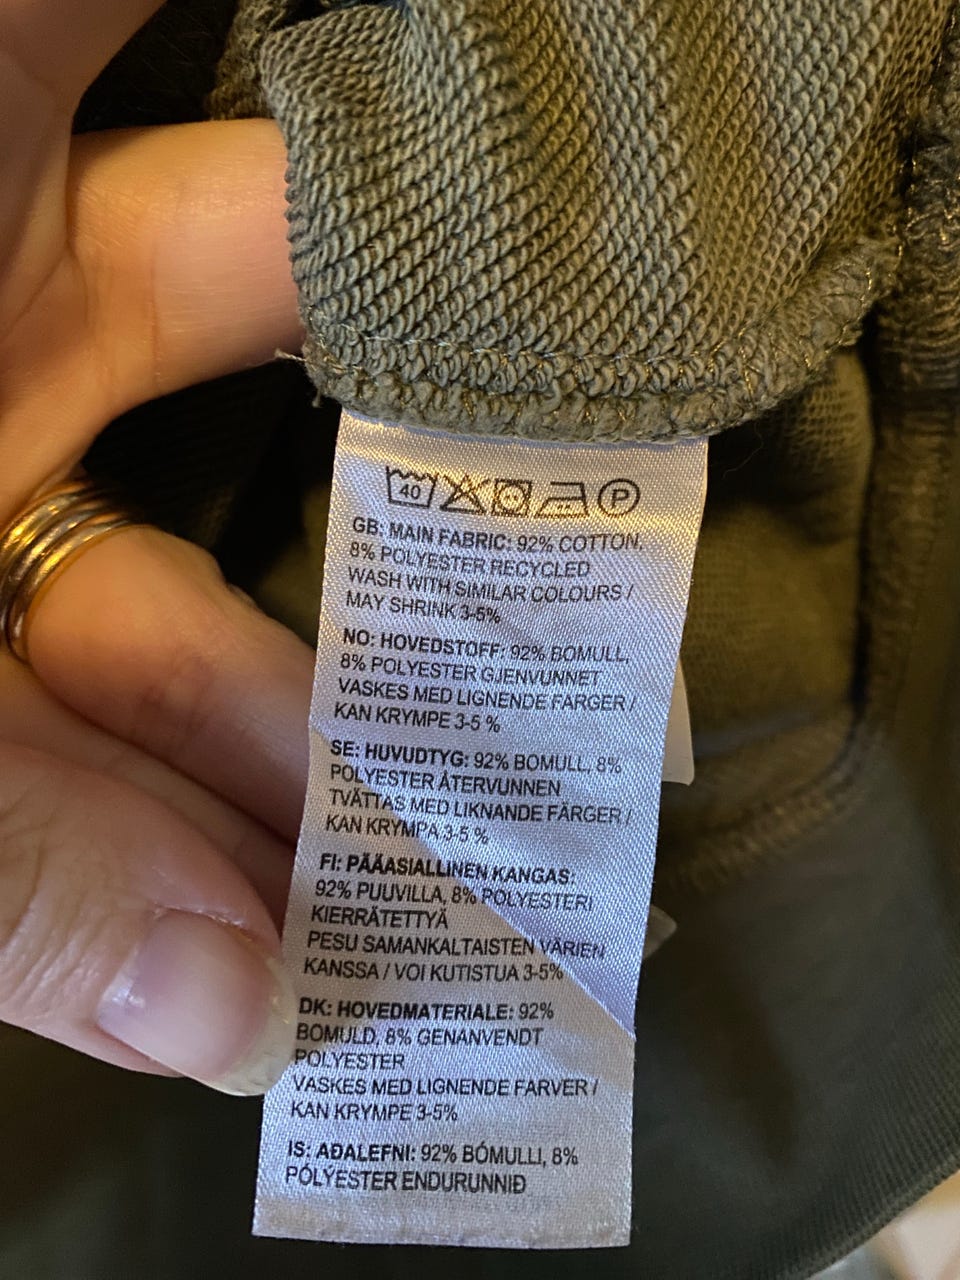 40 P
GB: MAIN FABRIC: 92% COTTON,
8% POLYESTER RECYCLED
WASH WITH SIMILAR COLOURS /
MAY SHRINK 3-5%
NO: HOVEDSTOFF: 92% BOMULL,
8% POLYESTER GJENVUNNET
VASKES MED LIGNENDE FARGER /
KAN KRYMPE 3-5 %
SE: HUVUDTYG: 92% BOMULL, 8%
POLYESTER ÅTERVUNNEN
TVÄTTAS MED LIKNANDE FÄRGER /
KAN KRYMPA 3-5 %
FI: PÄÄASIALLINEN KANGAS:
92% PUUVILLA, 8% POLYESTERI
KIERRÄTETTYÄ
PESU SAMANKALTAISTEN VÄRIEN
KANSSA / VOI KUTISTUA 3-5%
DK: HOVEDMATERIALE: 92%
BOMULD, 8% GENANVENDT
POLYESTER
VASKES MED LIGNENDE FARVER /
KAN KRYMPE 3-5%
IS: AÐALEFNI: 92% BÓMULLI, 8%
PÓLÝESTER ENDURUNNIÐ